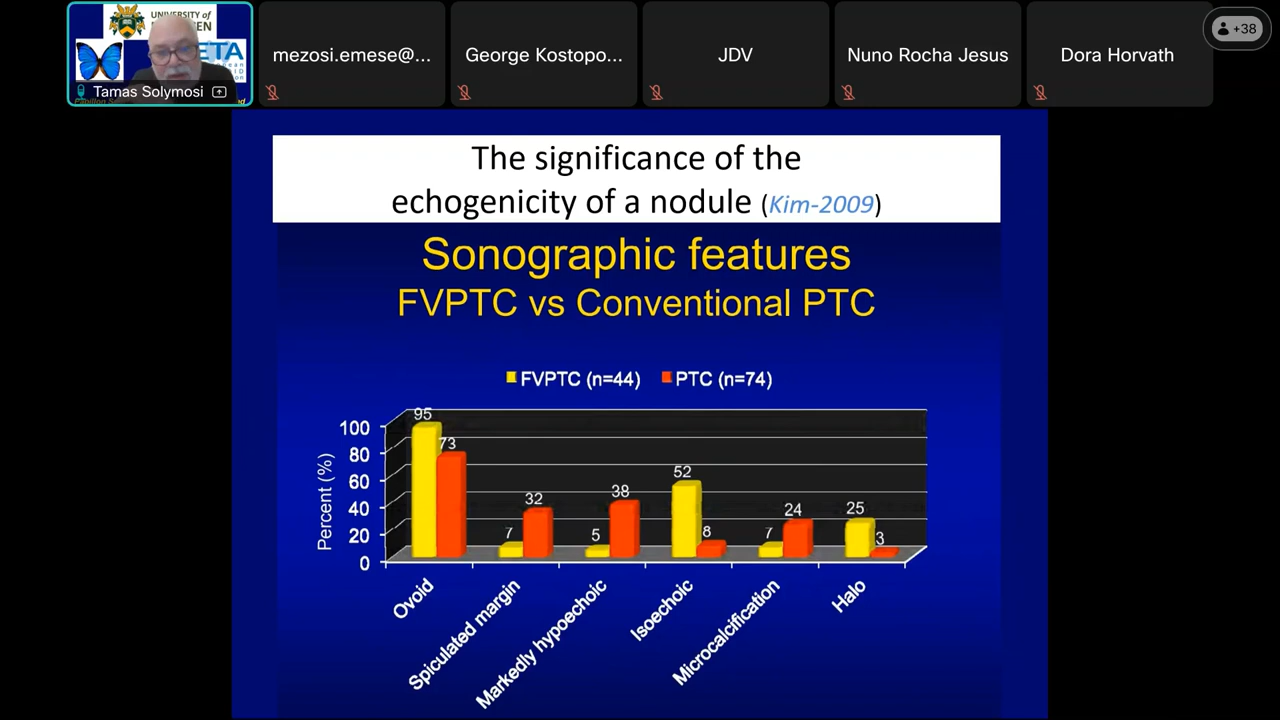 UNIVERSITY of
Tamas Solymosi
mezosi.emese@...
George Kostopo...
JDV
Nuno Rocha Jesus
Dora Horvath
+38
The significance of the
echogenicity of a nodule (Kim-2009)
Sonographic features
FVPTC vs Conventional PTC
FVPTC (n=44) PTC (n=74)
Percent (%)
100
80
60
40
20
0
95
73
7
32
5
38
52
8
7
24
25
3
Ovoid
Spiculated margin
Markedly hypoechoic
Isoechoic
Microcalcification
Halo